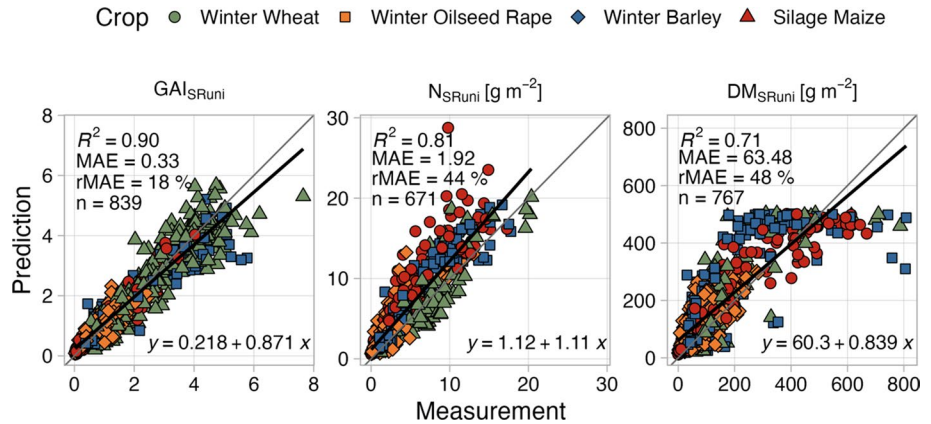 Crop Winter Wheat Winter Oilseed Rape Winter Barley Silage Maize
GAI_SRuni
N_SRuni [g m⁻²]
DM_SRuni [g m⁻²]
Prediction
8
6
4
2
0
R² = 0.90
MAE = 0.33
rMAE = 18 %
n = 839
y = 0.218 + 0.871 x
0 2 4 6 8
30
20
10
0
R² = 0.81
MAE = 1.92
rMAE = 44 %
n = 671
y = 1.12 + 1.11 x
0 10 20 30
800
600
400
200
0
R² = 0.71
MAE = 63.48
rMAE = 48 %
n = 767
y = 60.3 + 0.839 x
0 200 400 600 800
Measurement